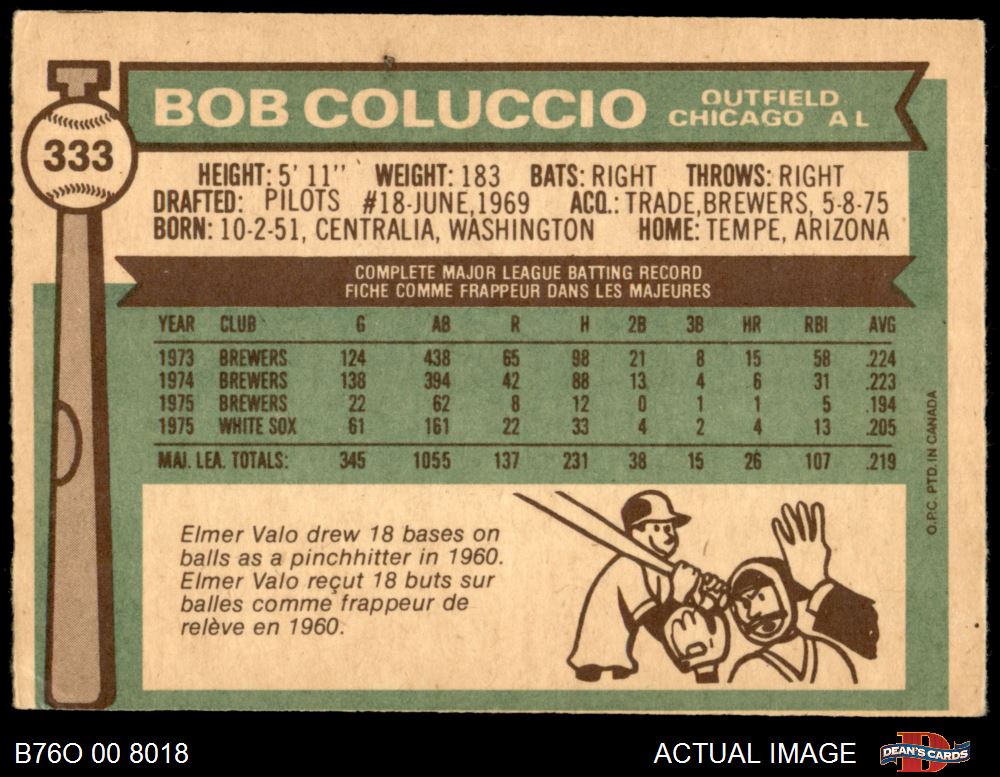 BOB COLUCCIO
OUTFIELD
CHICAGO A L
333
HEIGHT: 5' 11'' WEIGHT: 183 BATS: RIGHT THROWS: RIGHT
DRAFTED: PILOTS #18-JUNE,1969 ACQ.: TRADE,BREWERS, 5-8-75
BORN: 10-2-51, CENTRALIA, WASHINGTON HOME: TEMPE, ARIZONA
COMPLETE MAJOR LEAGUE BATTING RECORD
FICHE COMME FRAPPEUR DANS LES MAJEURES
YEAR CLUB G AB R H 2B 3B HR RBI AVG
1973 BREWERS 124 438 65 98 21 8 15 58 .224
1974 BREWERS 138 394 42 88 13 4 6 31 .223
1975 BREWERS 22 62 8 12 0 1 1 5 .194
1975 WHITE SOX 61 161 22 33 4 2 4 13 .205
MAJ. LEA. TOTALS: 345 1055 137 231 38 15 26 107 .219
O.P.C. PTD. IN CANADA
Elmer Valo drew 18 bases on
balls as a pinchhitter in 1960.
Elmer Valo reçut 18 buts sur
balles comme frappeur de
relève en 1960.
B76O 00 8018
ACTUAL IMAGE
D
DEAN'S CARDS